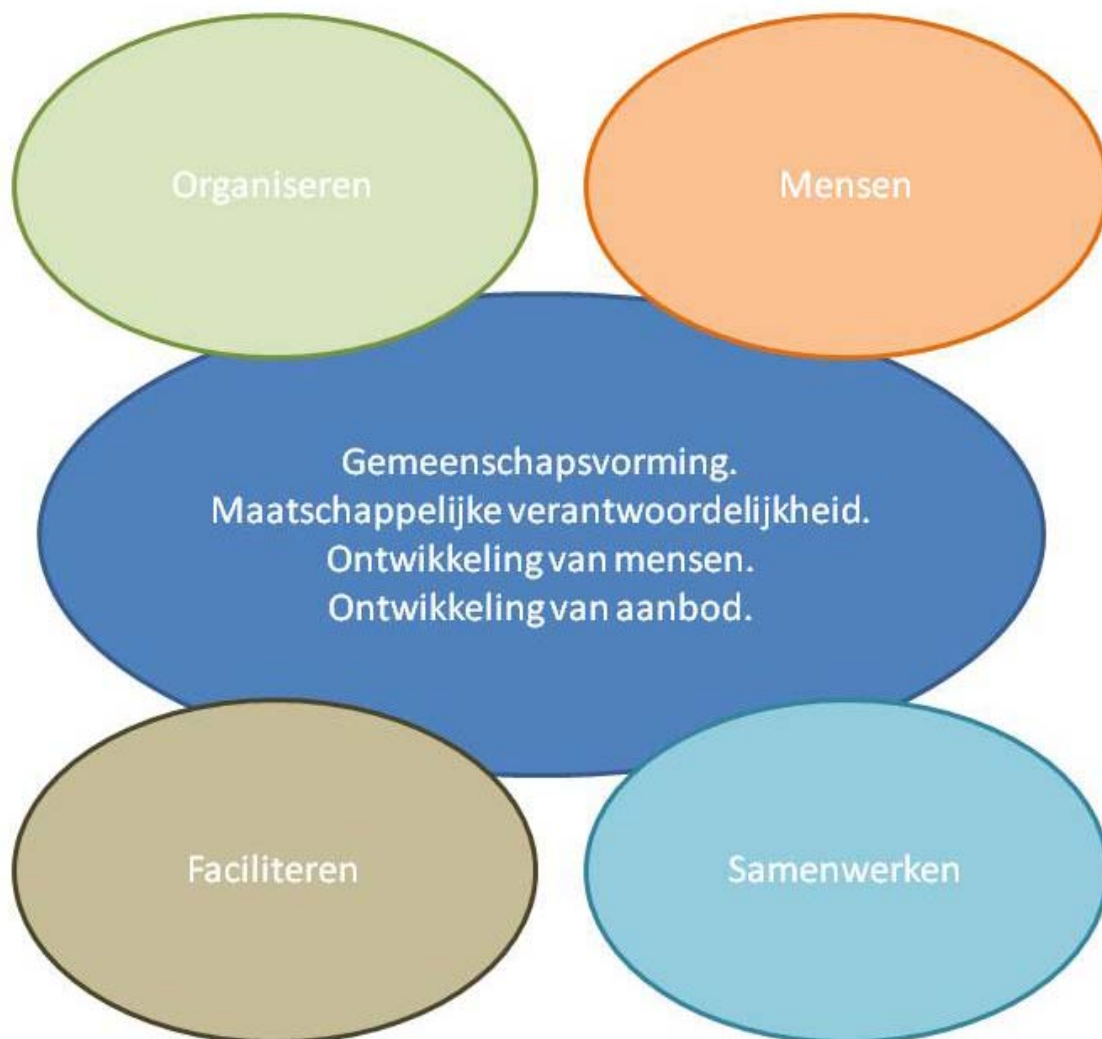 Organiseren
Mensen
Gemeenschapsvorming.
Maatschappelijke verantwoordelijkheid.
Ontwikkeling van mensen.
Ontwikkeling van aanbod.
Faciliteren
Samenwerken